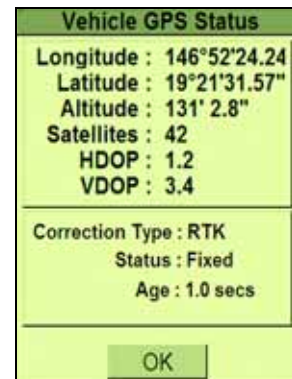 Vehicle GPS Status
Longitude : 146°52'24.24
Latitude : 19°21'31.57"
Altitude : 131' 2.8"
Satellites : 42
HDOP : 1.2
VDOP : 3.4
Correction Type : RTK
Status : Fixed
Age : 1.0 secs
OK